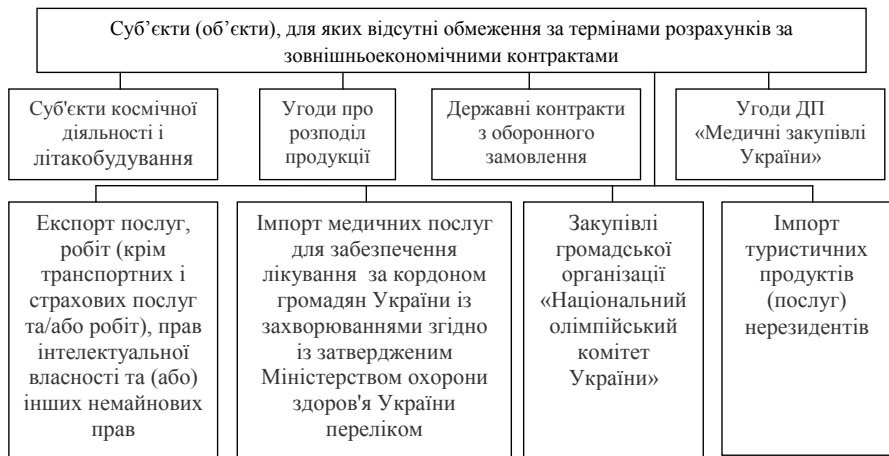 Суб’єкти (об’єкти), для яких відсутні обмеження за термінами розрахунків за
зовнішньоекономічними контрактами
Суб'єкти космічної
діяльності і
літакобудування
Угоди про
розподіл
продукції
Державні контракти
з оборонного
замовлення
Угоди ДП
«Медичні закупівлі
України»
Експорт послуг,
робіт (крім
транспортних і
страхових послуг
та/або робіт), прав
інтелектуальної
власності та (або)
інших немайнових
прав
Імпорт медичних послуг
для забезпечення
лікування за кордоном
громадян України із
захворюваннями згідно
із затвердженим
Міністерством охорони
здоров'я України
переліком
Закупівлі
громадської
організації
«Національний
олімпійський
комітет
України»
Імпорт
туристичних
продуктів
(послуг)
нерезидентів